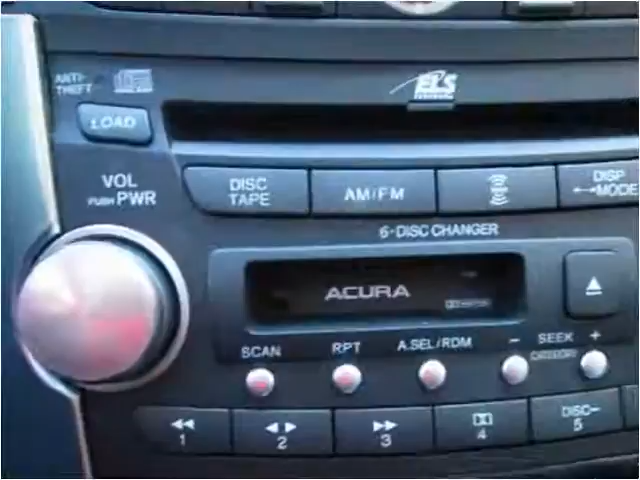 ANTI-
THEFT
ELS
LOAD
VOL
PUSH PWR
DISC
TAPE
AM/FM
DISP
MODE
6-DISC CHANGER
ACURA
SCAN
RPT
A.SEL/RDM
- SEEK +
CATEGORY
1
2
3
4
DISC-
5